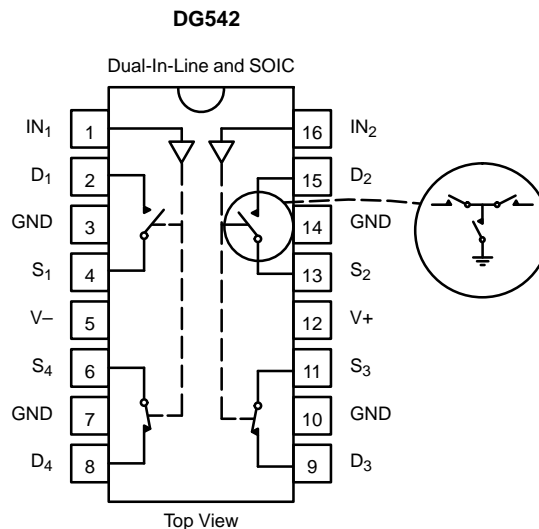 DG542
Dual-In-Line and SOIC
IN₁ 1 16 IN₂
D₁ 2 15 D₂
GND 3 14 GND
S₁ 4 13 S₂
V– 5 12 V+
S₄ 6 11 S₃
GND 7 10 GND
D₄ 8 9 D₃
Top View